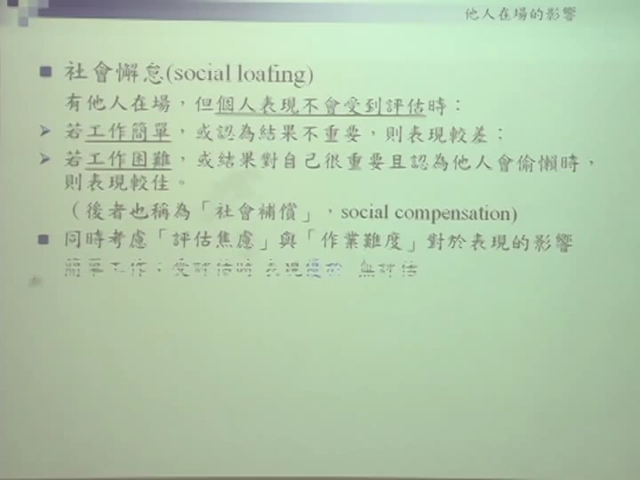 他人在場的影響
社會懈怠(social loafing)
有他人在場，但個人表現不會受到評估時：
若工作簡單，或認為結果不重要，則表現較差；
若工作困難，或結果對自己很重要且認為他人會偷懶時，
則表現較佳。
（後者也稱為「社會補償」，social compensation)
同時考慮「評估焦慮」與「作業難度」對於表現的影響
簡單工作：受評估時 表現 無評估